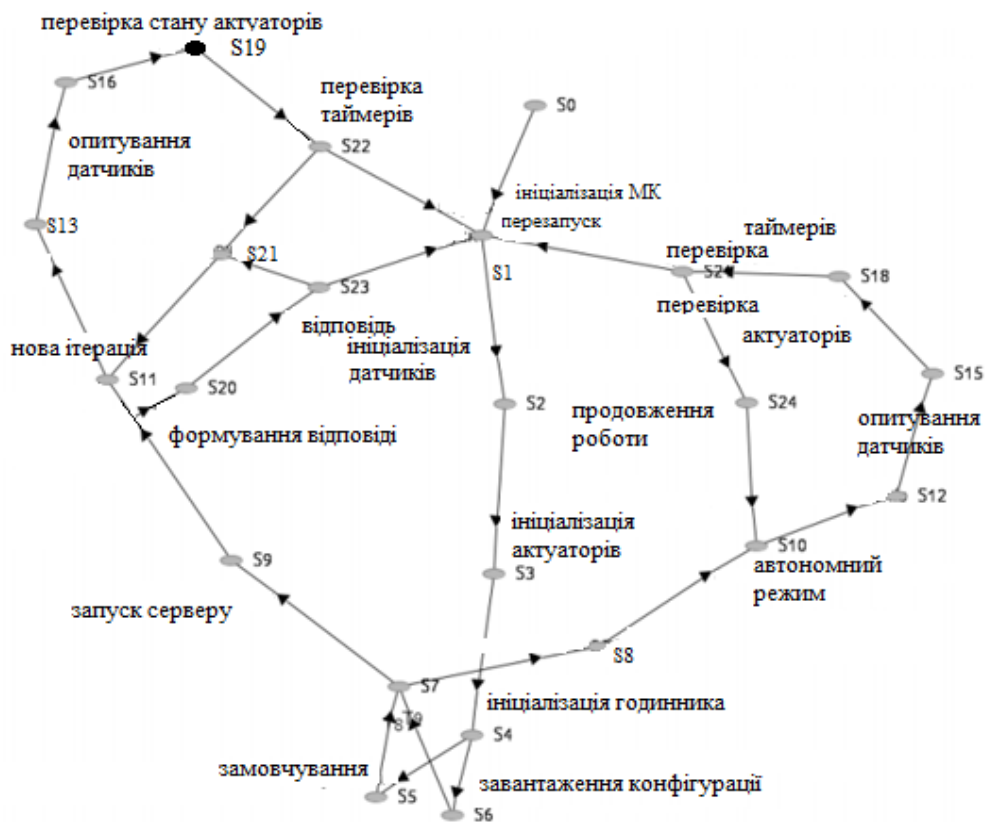 перевірка стану актуаторів
S19
S16
перевірка
таймерів
S0
S22
опитування
датчиків
ініціалізація МК
перезапуск
S13
S1
таймерів
перевірка
S2
S18
S21
S23
перевірка
актуаторів
відповідь
ініціалізація
датчиків
нова ітерація
S11
S20
S2
S24
S15
продовження
роботи
опитування
датчиків
формування відповіді
S12
ініціалізація
актуаторів
S10
S9
S3
автономний
режим
запуск серверу
S8
S7
ініціалізація годинника
S4
замовчування
завантаження конфігурації
S5
S6